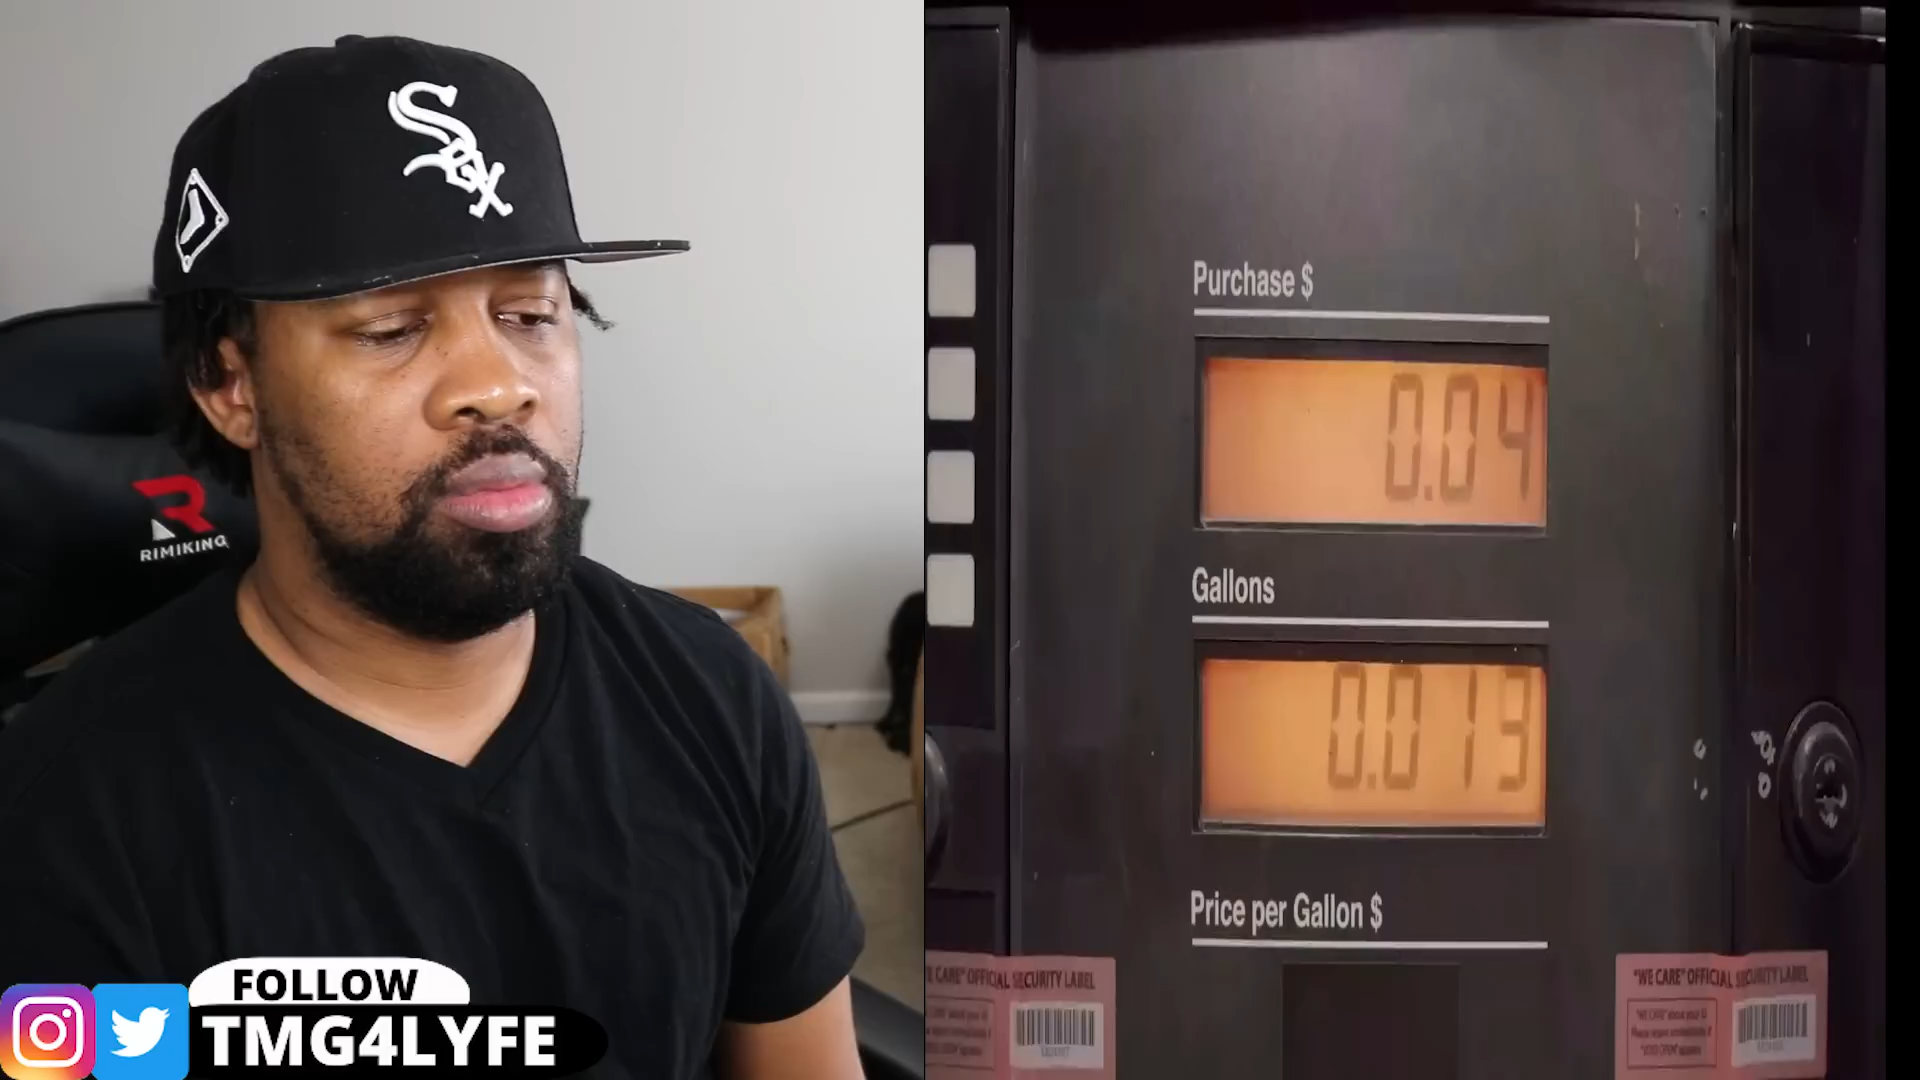 Sox
RIMIKING
FOLLOW
TMG4LYFE
Purchase $
0.04
Gallons
0.013
Price per Gallon $
E CARE" OFFICIAL SECURITY LABEL
"WE CARE" OFFICIAL SECURITY LABEL